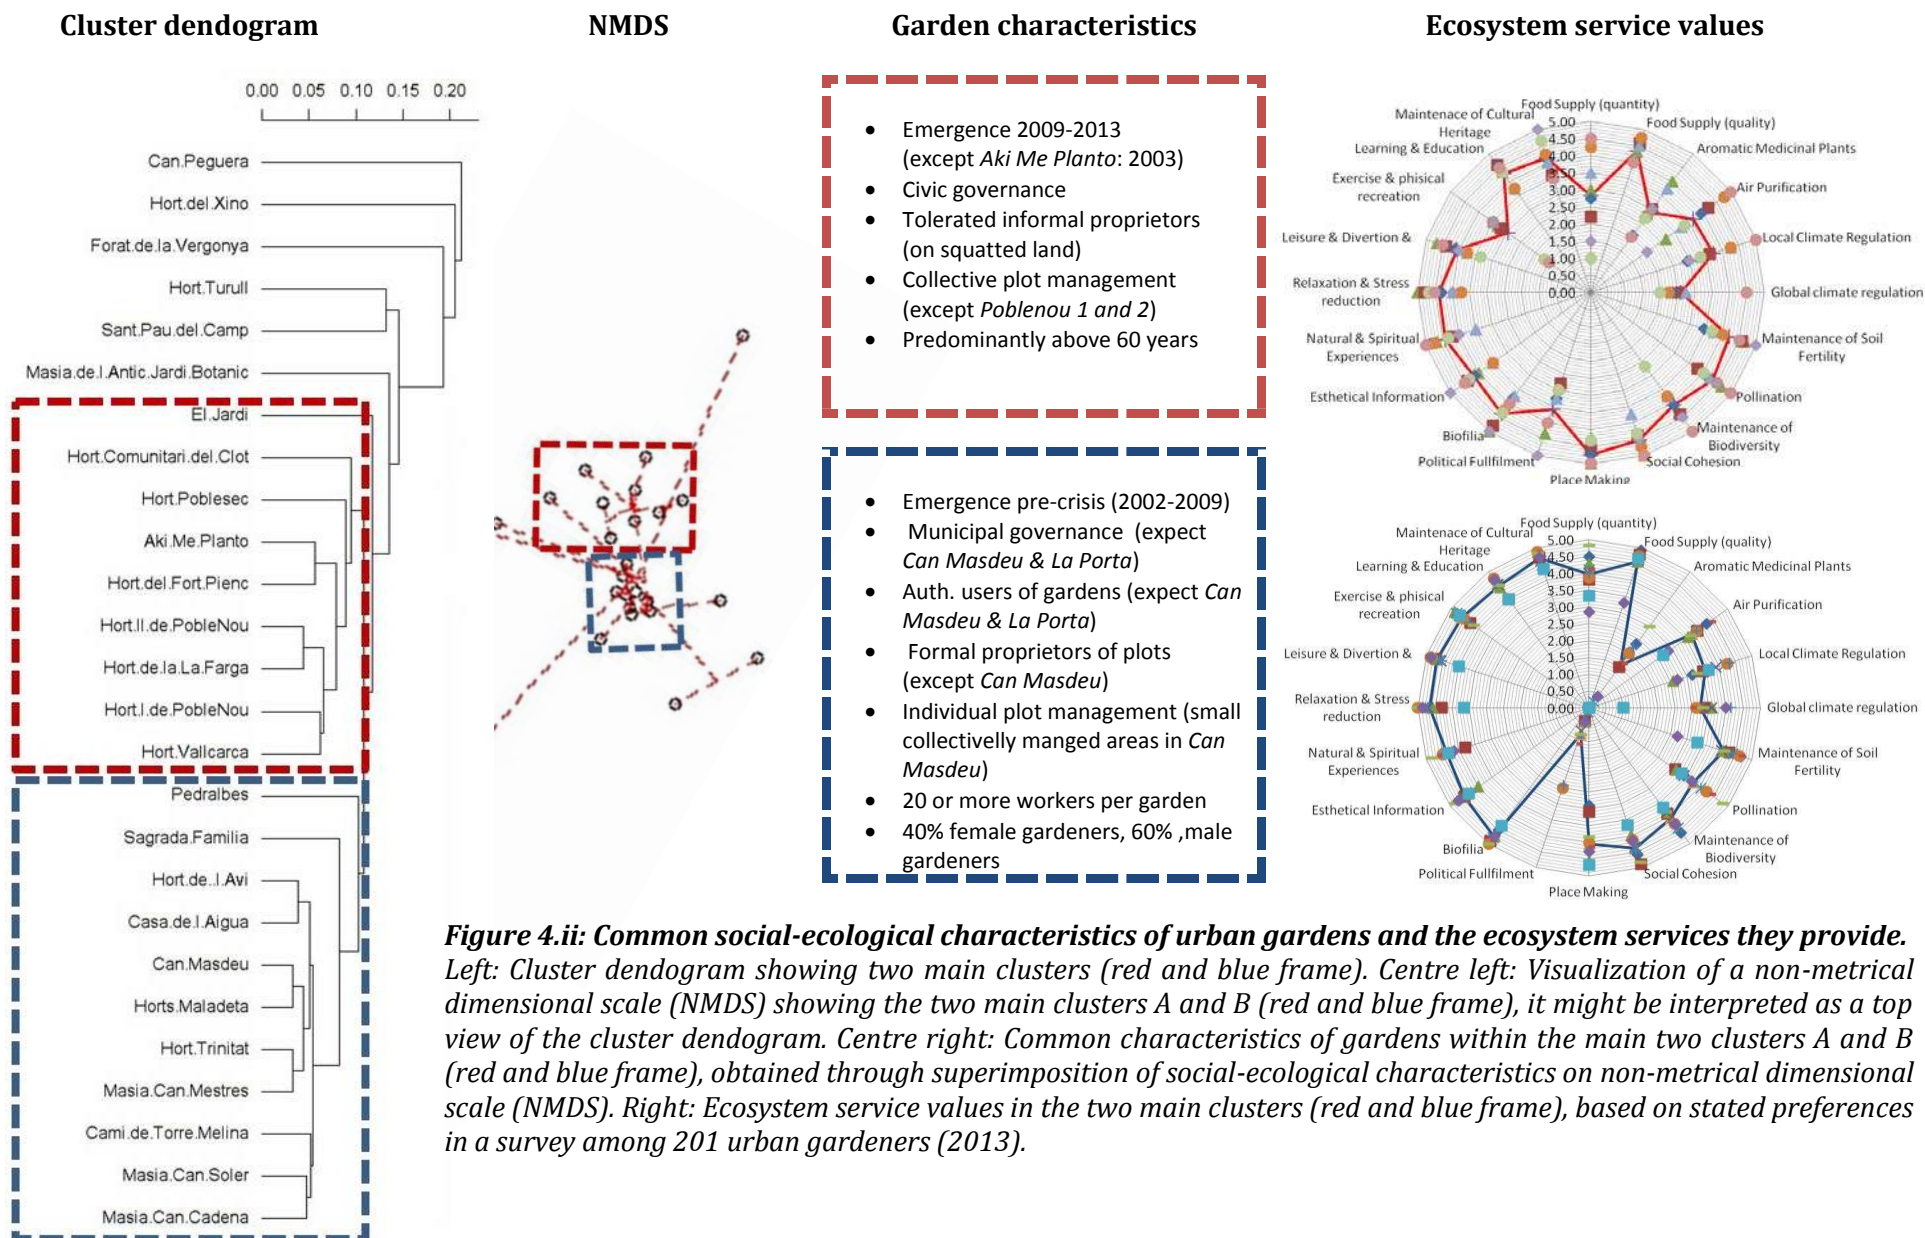 Cluster dendogram
NMDS
Garden characteristics
Ecosystem service values
0.00 0.05 0.10 0.15 0.20
Can.Peguera
Hort.del.Xino
Forat.de.la.Vergonya
Hort.Turull
Sant.Pau.del.Camp
Masia.de.l.Antic.Jardi.Botanic
El.Jardi
Hort.Comunitari.del.Clot
Hort.Poblesec
Aki.Me.Planto
Hort.del.Fort.Pienc
Hort.II.de.PobleNou
Hort.de.la.La.Farga
Hort.I.de.PobleNou
Hort.Vallcarca
Pedralbes
Sagrada.Familia
Hort.de..l.Avi
Casa.de.l.Aigua
Can.Masdeu
Horts.Maladeta
Hort.Trinitat
Masia.Can.Mestres
Cami.de.Torre.Melina
Masia.Can.Soler
Masia.Can.Cadena
• Emergence 2009-2013
(except Aki Me Planto: 2003)
• Civic governance
• Tolerated informal proprietors
(on squatted land)
• Collective plot management
(except Poblenou 1 and 2)
• Predominantly above 60 years
• Emergence pre-crisis (2002-2009)
• Municipal governance (expect
Can Masdeu & La Porta)
• Auth. users of gardens (expect Can
Masdeu & La Porta)
• Formal proprietors of plots
(except Can Masdeu)
• Individual plot management (small
collectivelly manged areas in Can
Masdeu)
• 20 or more workers per garden
• 40% female gardeners, 60% ,male
gardeners
Food Supply (quantity)
Food Supply (quality)
Aromatic Medicinal Plants
Air Purification
Local Climate Regulation
Global climate regulation
Maintenance of Soil
Fertility
Pollination
Maintenance of
Biodiversity
Social Cohesion
Place Making
Political Fullfilment
Biofilia
Esthetical Information
Natural & Spiritual
Experiences
Relaxation & Stress
reduction
Leisure & Divertion &
Exercise & phisical
recreation
Learning & Education
Maintenace of Cultural
Heritage
5.00
4.50
4.00
3.50
3.00
2.50
2.00
1.50
1.00
0.50
0.00
Food Supply (quantity)
Food Supply (quality)
Aromatic Medicinal Plants
Air Purification
Local Climate Regulation
Global climate regulation
Maintenance of Soil
Fertility
Pollination
Maintenance of
Biodiversity
Social Cohesion
Place Making
Political Fullfilment
Biofilia
Esthetical Information
Natural & Spiritual
Experiences
Relaxation & Stress
reduction
Leisure & Divertion &
Exercise & phisical
recreation
Learning & Education
Maintenace of Cultural
Heritage
5.00
4.50
4.00
3.50
3.00
2.50
2.00
1.50
1.00
0.50
0.00
Figure 4.ii: Common social-ecological characteristics of urban gardens and the ecosystem services they provide.
Left: Cluster dendogram showing two main clusters (red and blue frame). Centre left: Visualization of a non-metrical
dimensional scale (NMDS) showing the two main clusters A and B (red and blue frame), it might be interpreted as a top
view of the cluster dendogram. Centre right: Common characteristics of gardens within the main two clusters A and B
(red and blue frame), obtained through superimposition of social-ecological characteristics on non-metrical dimensional
scale (NMDS). Right: Ecosystem service values in the two main clusters (red and blue frame), based on stated preferences
in a survey among 201 urban gardeners (2013).